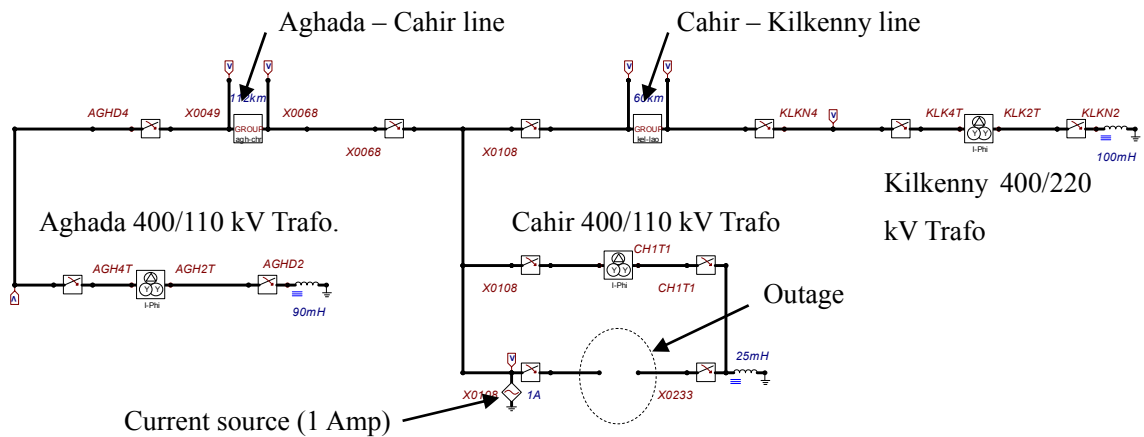 Aghada – Cahir line
Cahir – Kilkenny line
V
V
V
V
112km
60km
AGHD4
X0049
X0068
KLKN4
V
KLK4T
KLK2T
KLKN2
GROUP
agh-chr
GROUP
kel-lao
X0068
X0108
I-Phi
100mH
Kilkenny 400/220
kV Trafo
Aghada 400/110 kV Trafo.
Cahir 400/110 kV Trafo
AGH4T
AGH2T
AGHD2
Y Y
I-Phi
90mH
V
CH1T1
X0108
Y Y
I-Phi
CH1T1
Y Y
Outage
V
25mH
X0108
1A
X0233
Current source (1 Amp)